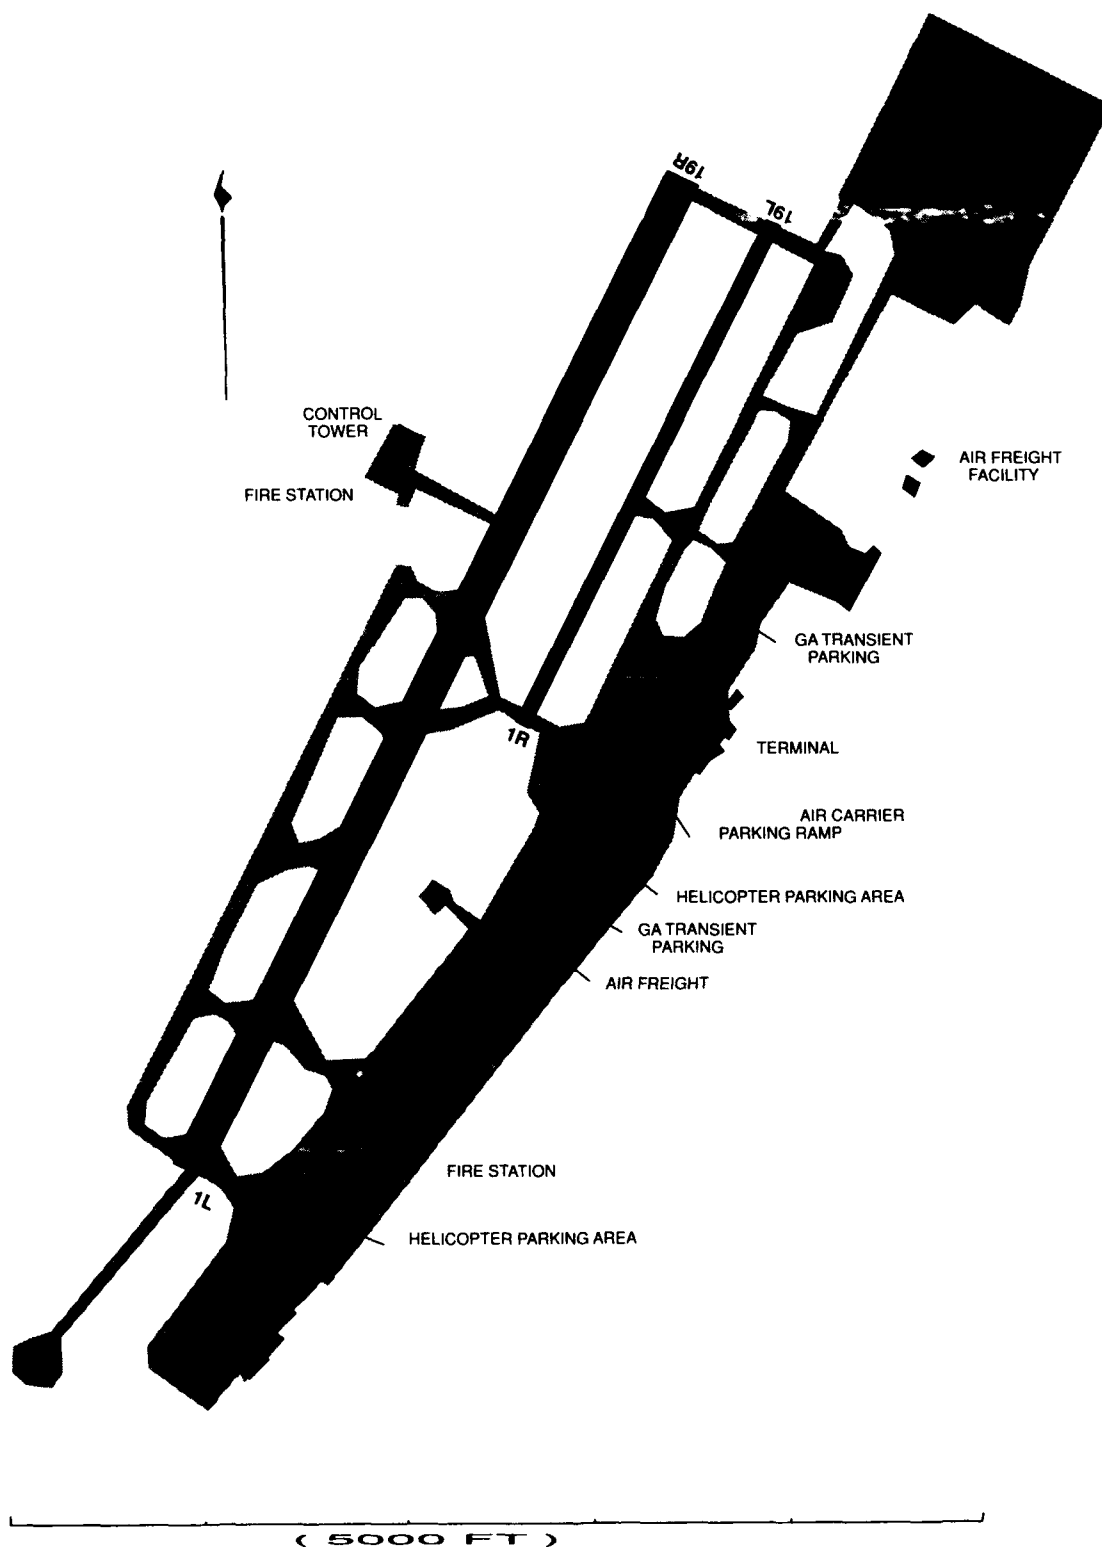 19R
19L
CONTROL
TOWER
FIRE STATION
AIR FREIGHT
FACILITY
GA TRANSIENT
PARKING
1R
TERMINAL
AIR CARRIER
PARKING RAMP
HELICOPTER PARKING AREA
GA TRANSIENT
PARKING
AIR FREIGHT
FIRE STATION
1L
HELICOPTER PARKING AREA
( 5000 FT )